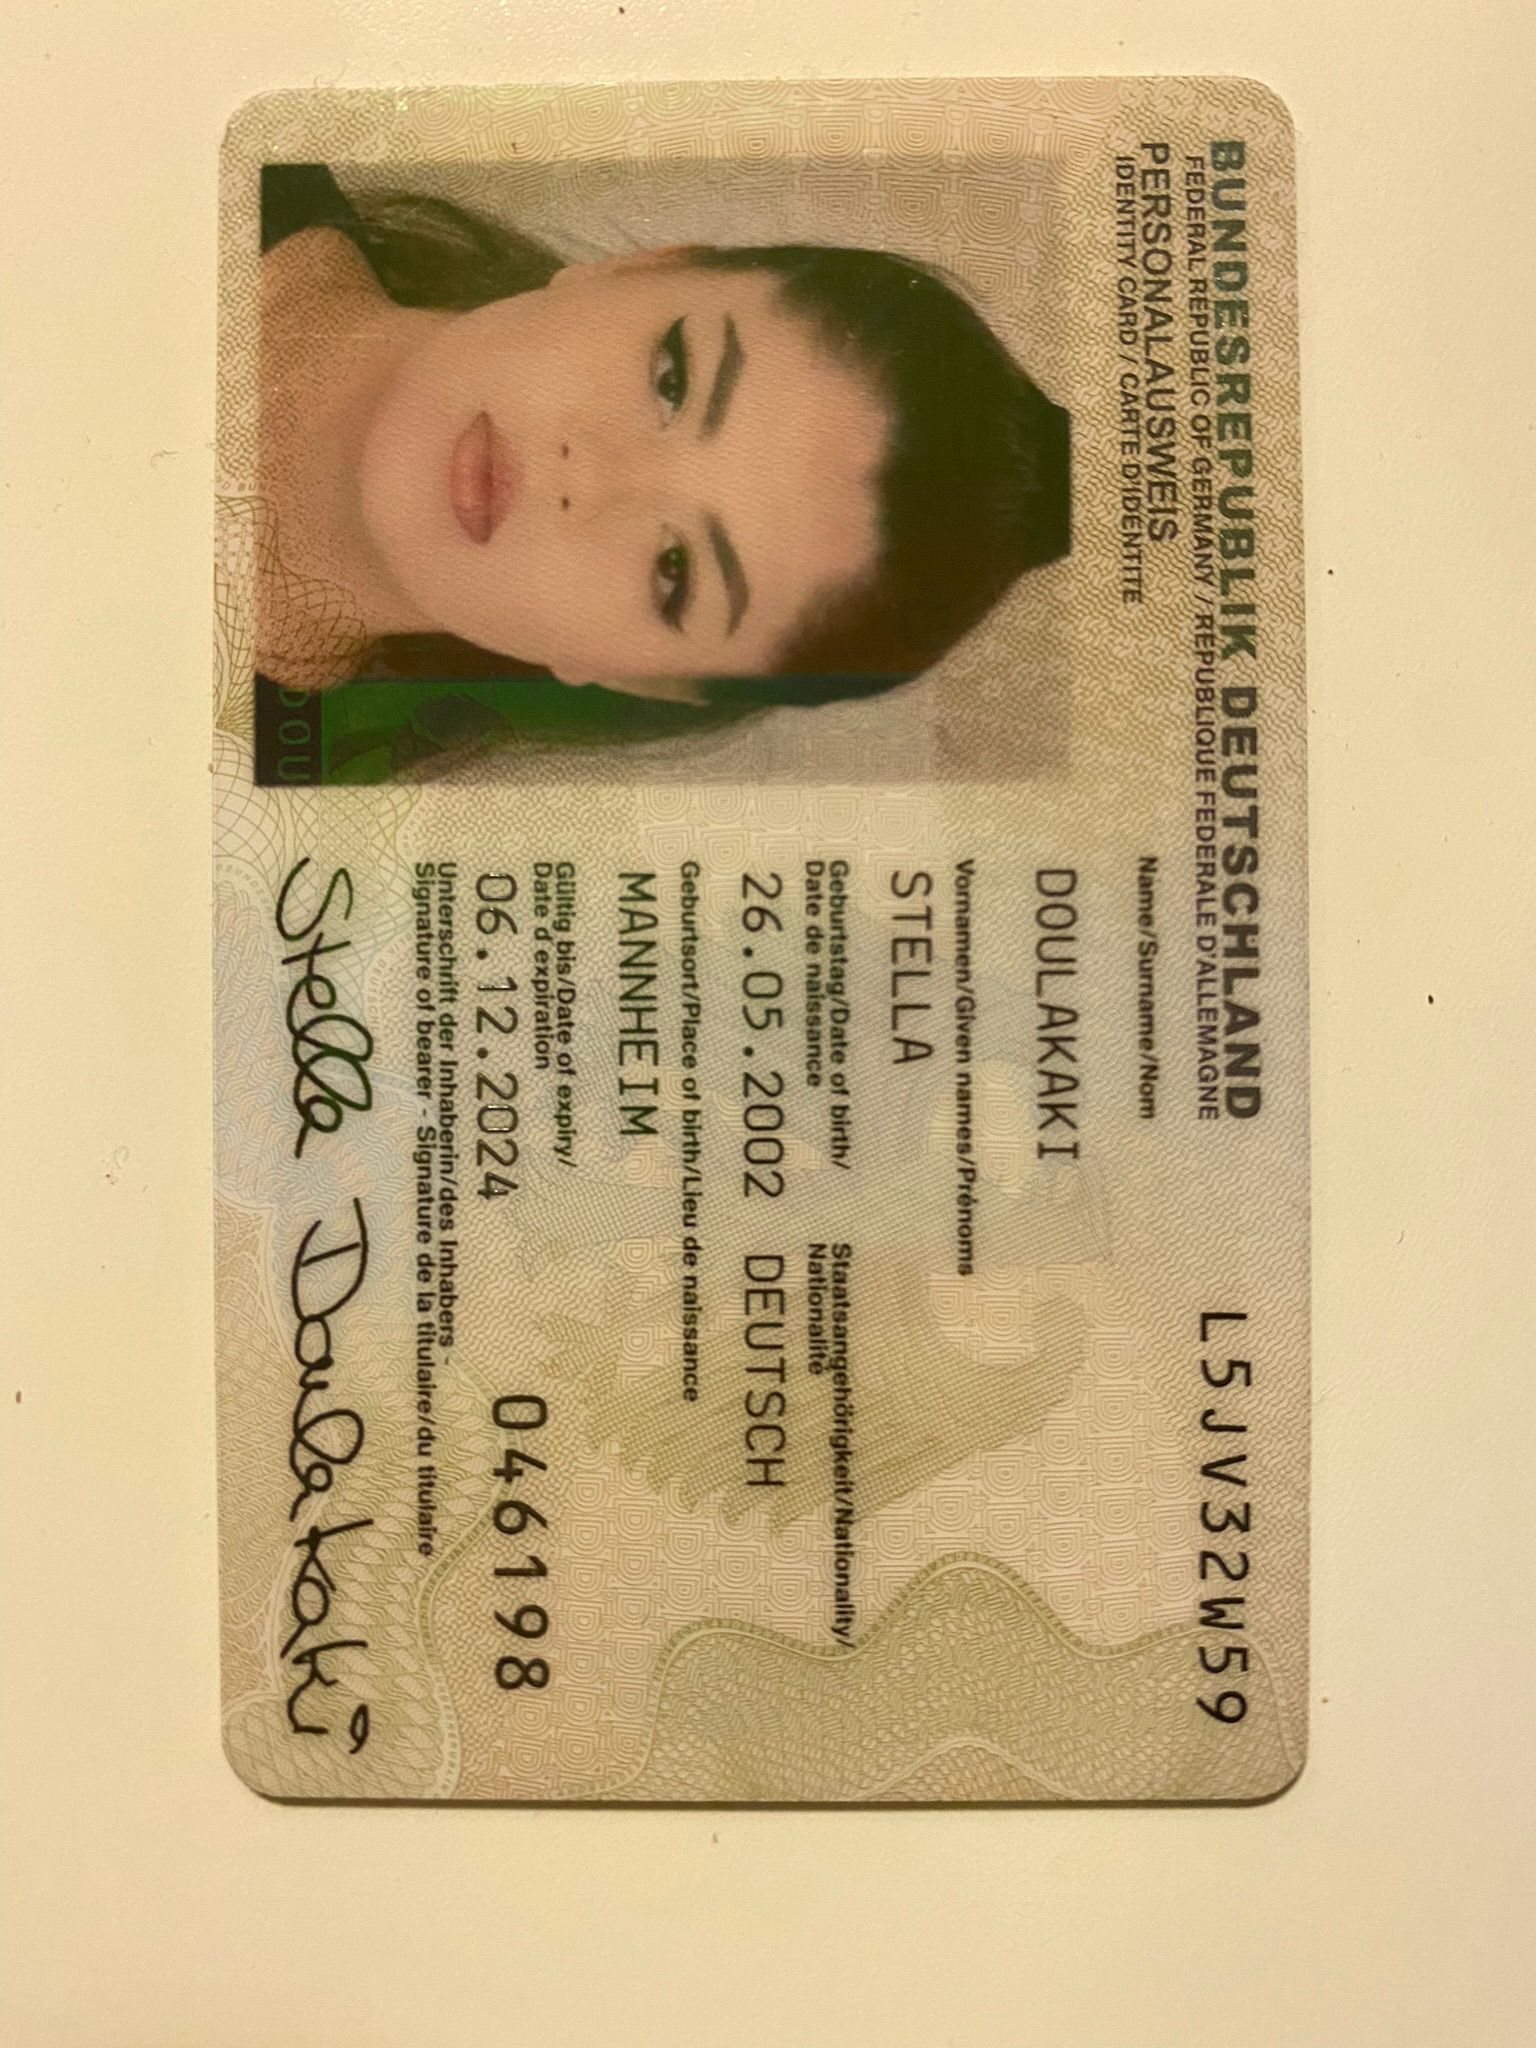 BUNDESREPUBLIK DEUTSCHLAND
FEDERAL REPUBLIC OF GERMANY / REPUBLIQUE FEDERALE D'ALLEMAGNE
PERSONALAUSWEIS
IDENTITY CARD / CARTE D'IDENTITE
L5JV32W59
Name/Surname/Nom
DOULAKAKI
Vornamen/Given names/Prénoms
STELLA
Geburtstag/Date of birth/
Date de naissance
Staatsangehörigkeit/Nationality/
Nationalité
26.05.2002 DEUTSCH
Geburtsort/Place of birth/Lieu de naissance
MANNHEIM
Gültig bis/Date of expiry/
Date d'expiration
06.12.2024
046198
Unterschrift der Inhaberin/des Inhabers -
Signature of bearer - Signature de la titulaire/du titulaire
Stella Doulakaki
DOU